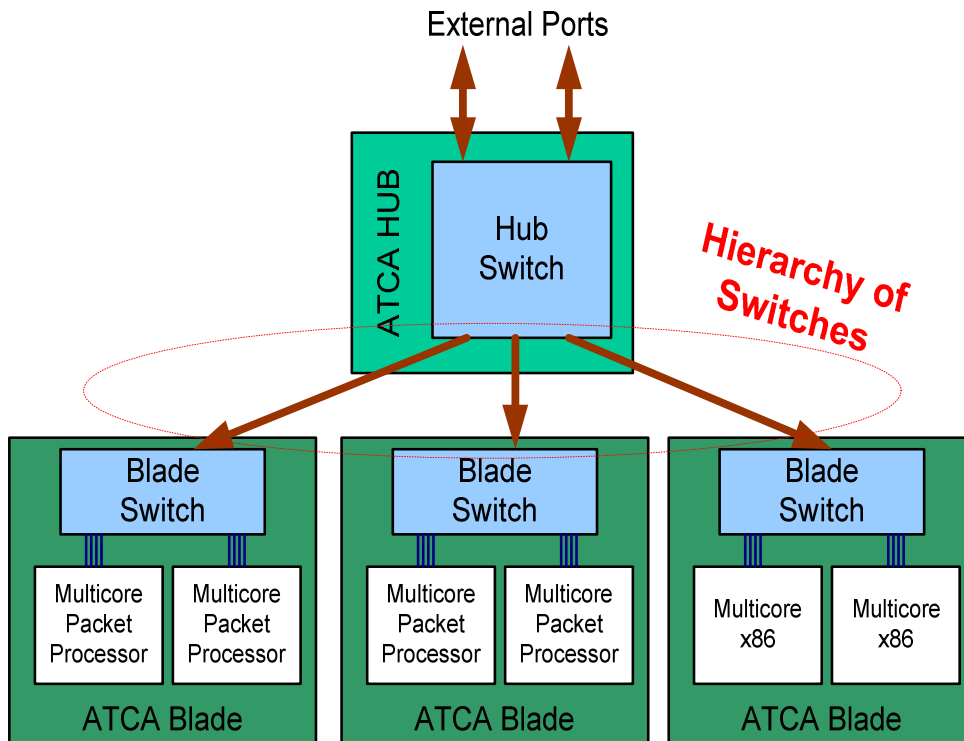 External Ports
ATCA HUB
Hub
Switch
Hierarchy of
Switches
Blade
Switch
Blade
Switch
Blade
Switch
Multicore
Packet
Processor
Multicore
Packet
Processor
Multicore
Packet
Processor
Multicore
Packet
Processor
Multicore
x86
Multicore
x86
ATCA Blade
ATCA Blade
ATCA Blade